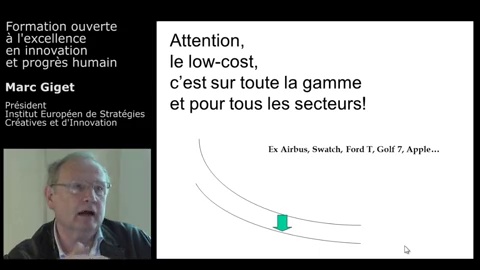 Formation ouverte
à l'excellence
en innovation
et progrès humain
Marc Giget
Président
Institut Européen de Stratégies
Créatives et d'Innovation
Attention,
le low-cost,
c’est sur toute la gamme
et pour tous les secteurs!
Ex Airbus, Swatch, Ford T, Golf 7, Apple…